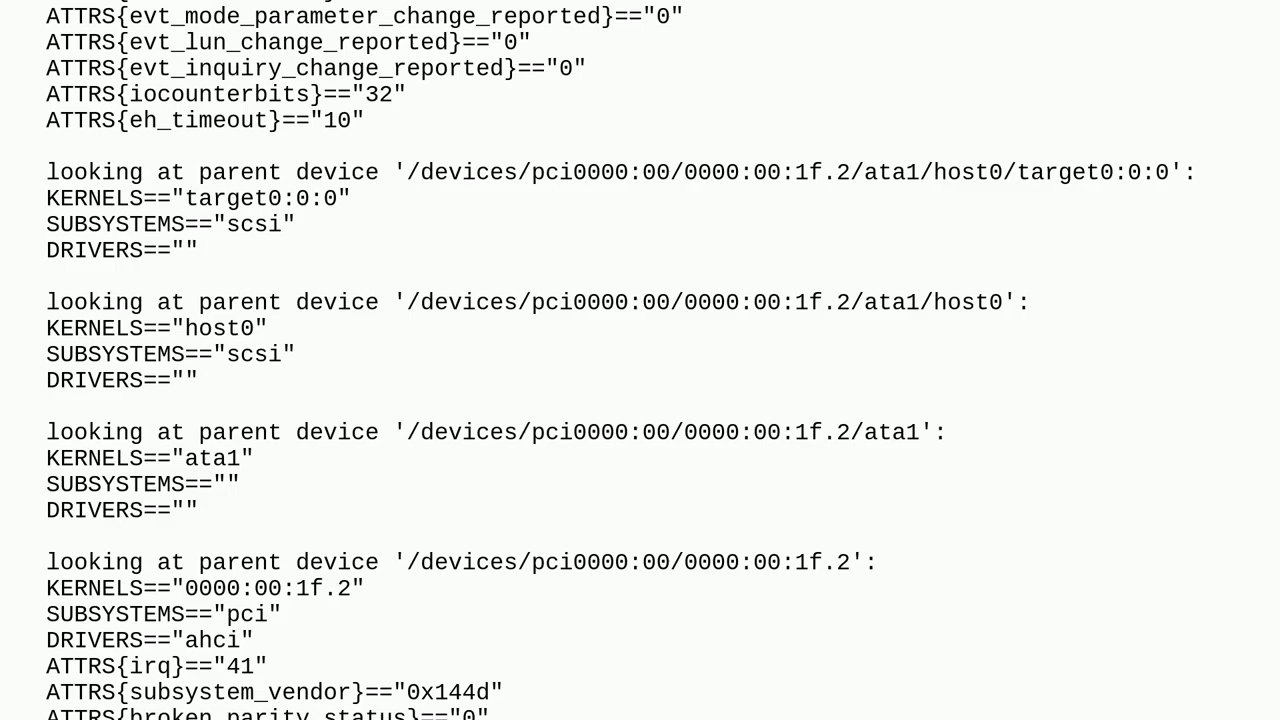 ATTRS{evt_mode_parameter_change_reported}=="0"
ATTRS{evt_lun_change_reported}=="0"
ATTRS{evt_inquiry_change_reported}=="0"
ATTRS{iocounterbits}=="32"
ATTRS{eh_timeout}=="10"
looking at parent device '/devices/pci0000:00/0000:00:1f.2/ata1/host0/target0:0:0':
KERNELS=="target0:0:0"
SUBSYSTEMS=="scsi"
DRIVERS==""
looking at parent device '/devices/pci0000:00/0000:00:1f.2/ata1/host0':
KERNELS=="host0"
SUBSYSTEMS=="scsi"
DRIVERS==""
looking at parent device '/devices/pci0000:00/0000:00:1f.2/ata1':
KERNELS=="ata1"
SUBSYSTEMS==""
DRIVERS==""
looking at parent device '/devices/pci0000:00/0000:00:1f.2':
KERNELS=="0000:00:1f.2"
SUBSYSTEMS=="pci"
DRIVERS=="ahci"
ATTRS{irq}=="41"
ATTRS{subsystem_vendor}=="0x144d"
ATTRS{broken_parity_status}=="0"